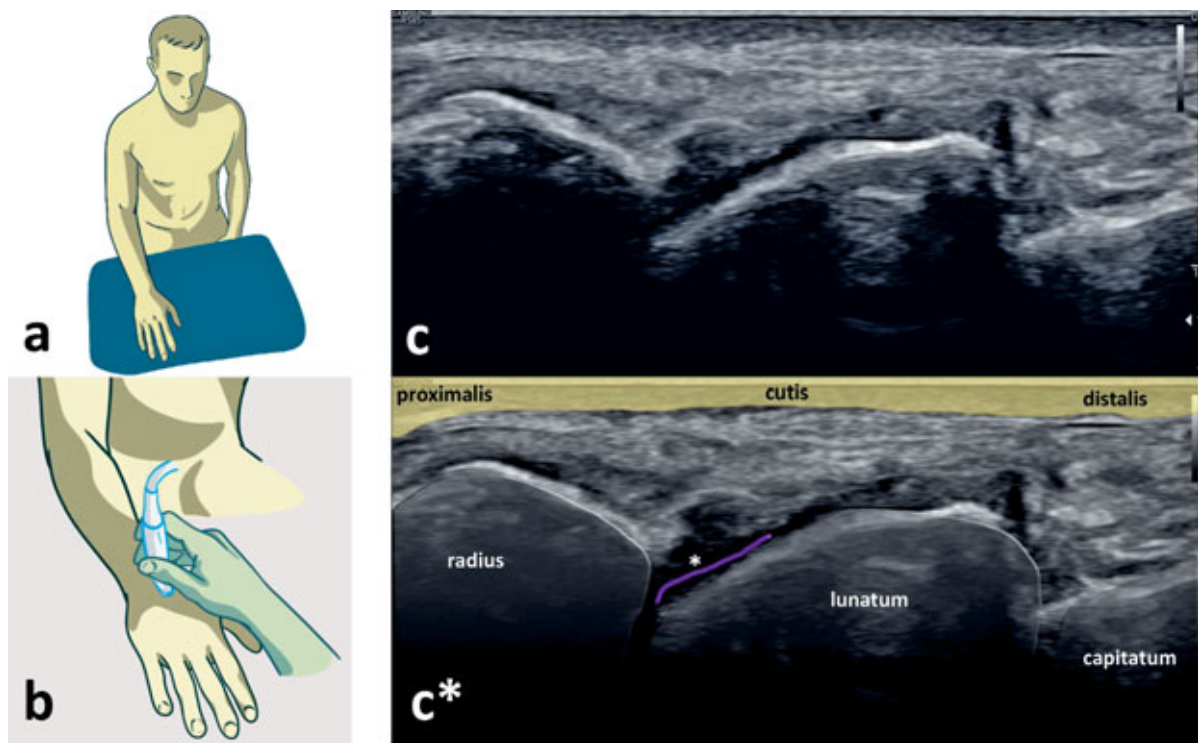 a
b
c
proximalis cutis distalis
radius
*
lunatum
capitatum
c*